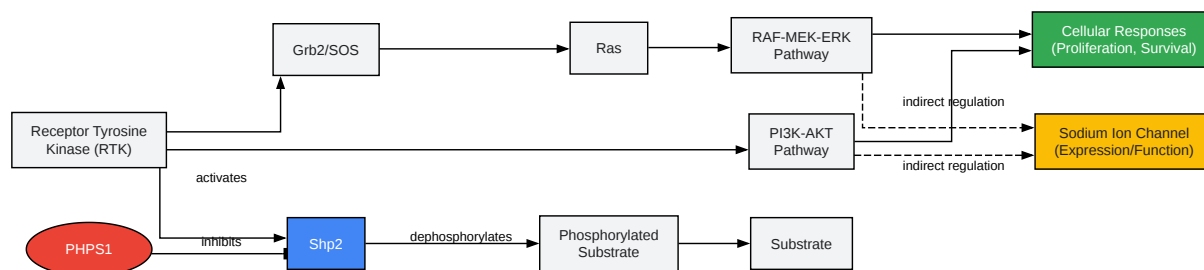 Grb2/SOS
Ras
RAF-MEK-ERK
Pathway
Cellular Responses
(Proliferation, Survival)
indirect regulation
Receptor Tyrosine
Kinase (RTK)
PI3K-AKT
Pathway
Sodium Ion Channel
(Expression/Function)
indirect regulation
activates
PHPS1
inhibits
Shp2
dephosphorylates
Phosphorylated
Substrate
Substrate